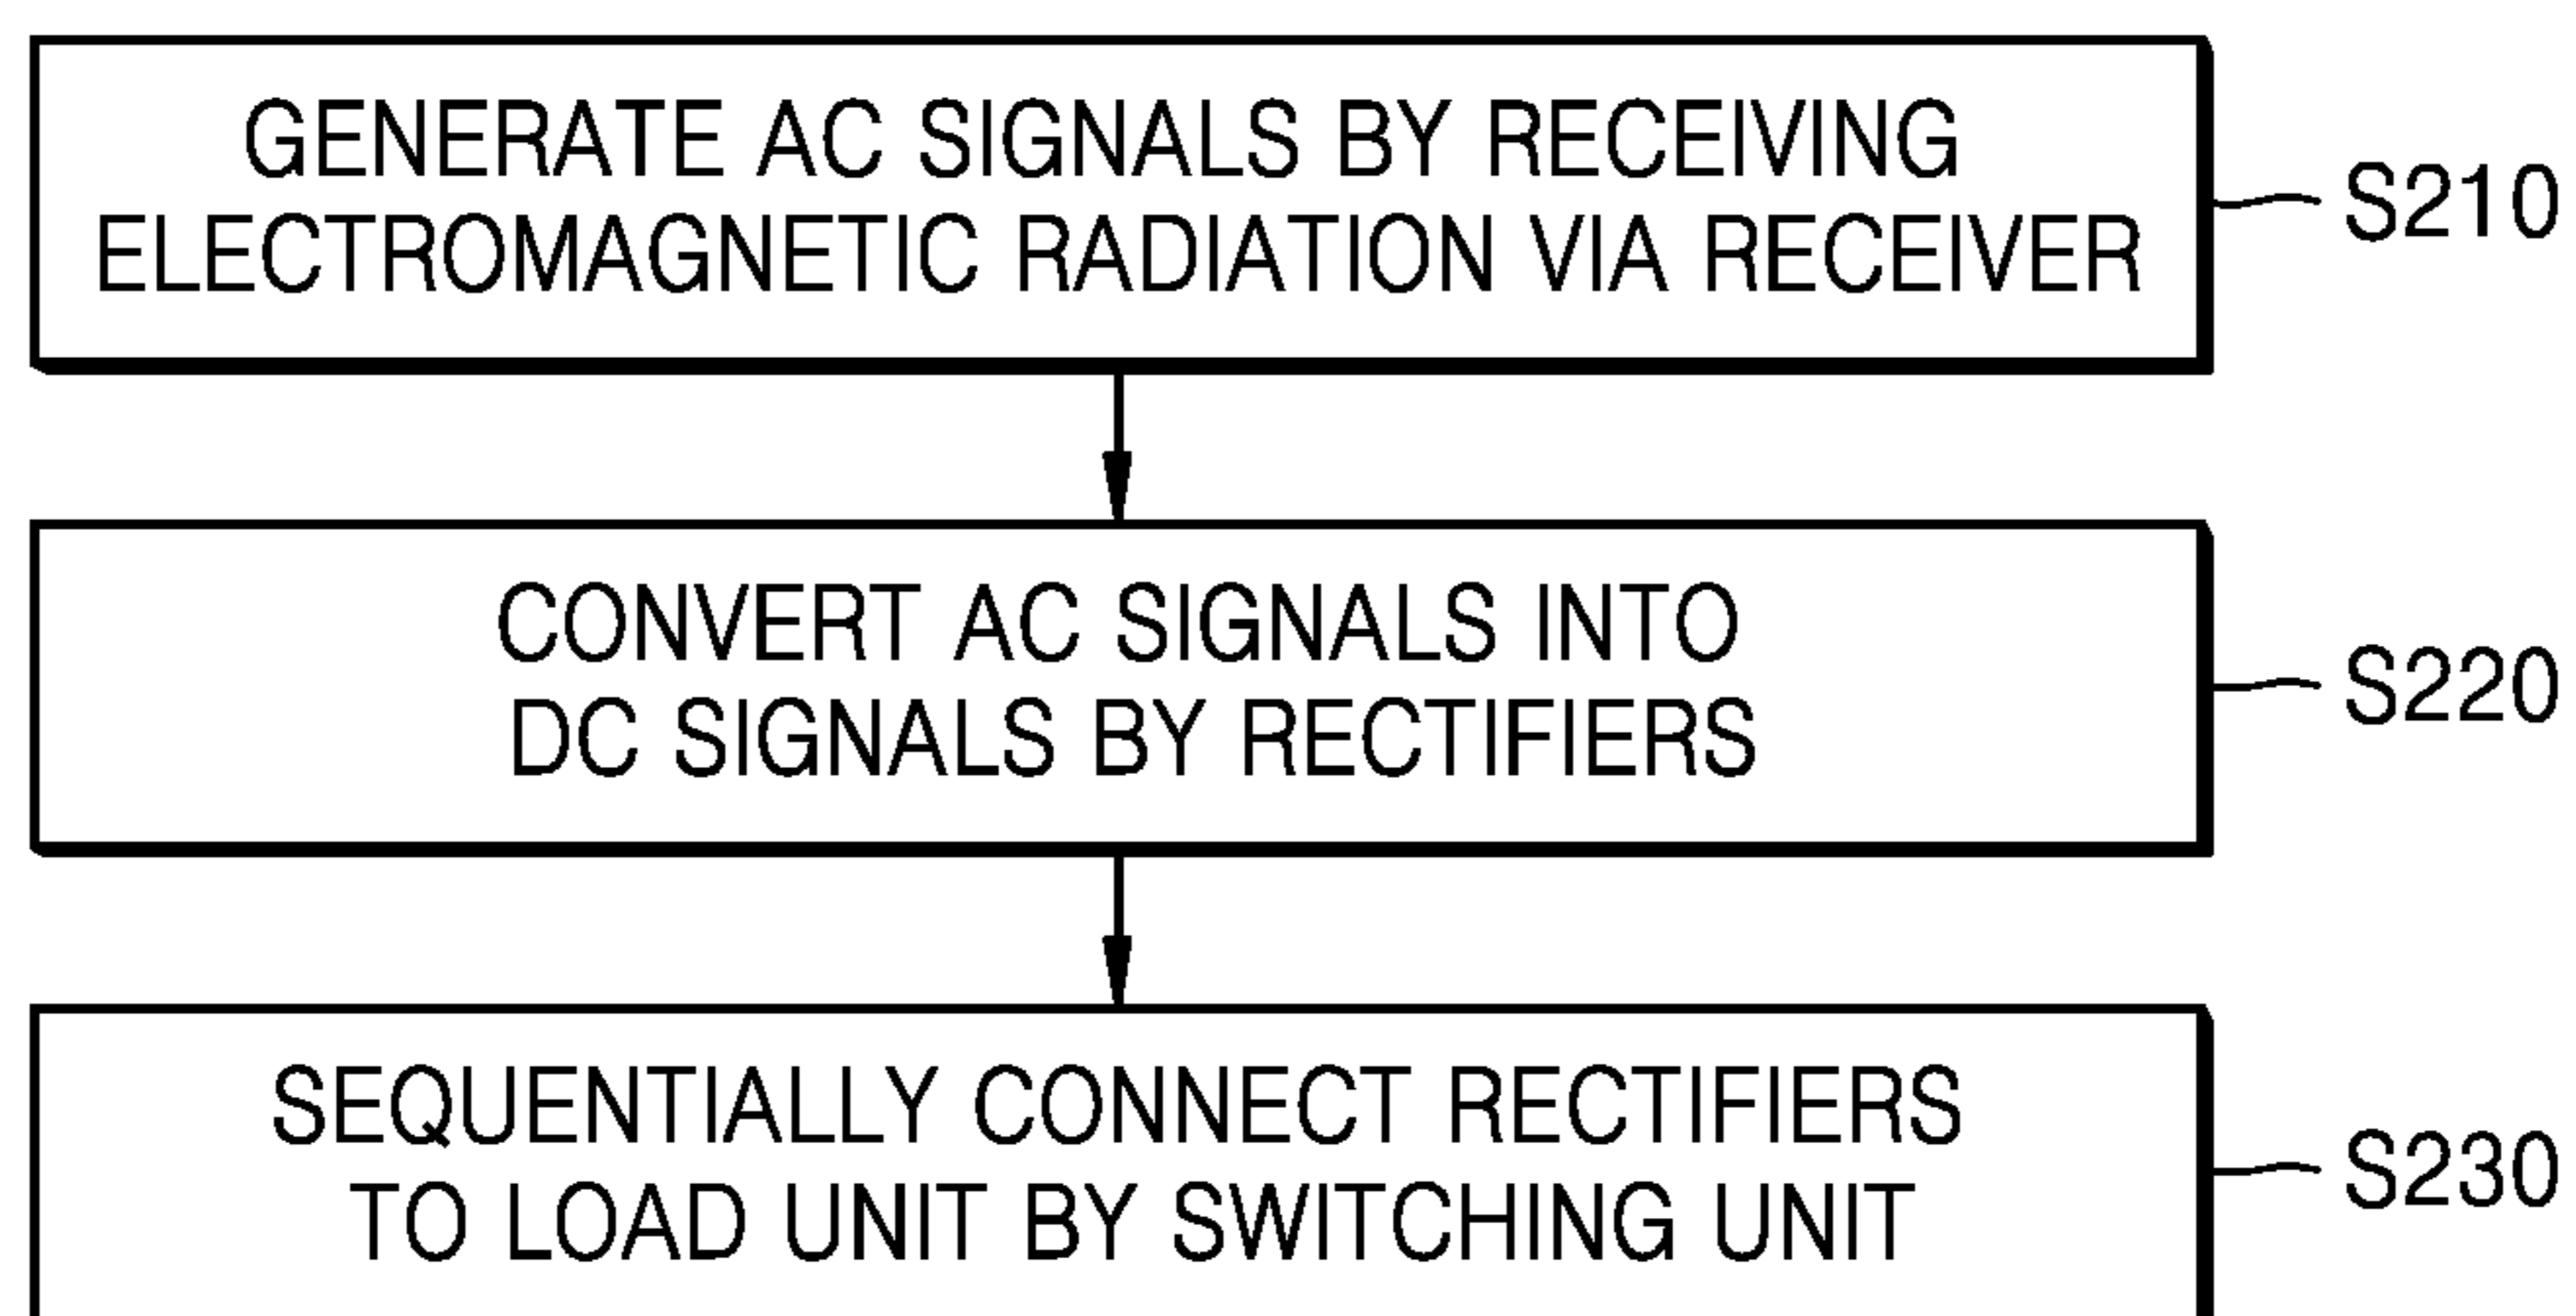 GENERATE AC SIGNALS BY RECEIVING
ELECTROMAGNETIC RADIATION VIA RECEIVER
S210
CONVERT AC SIGNALS INTO
DC SIGNALS BY RECTIFIERS
S220
SEQUENTIALLY CONNECT RECTIFIERS
TO LOAD UNIT BY SWITCHING UNIT
S230